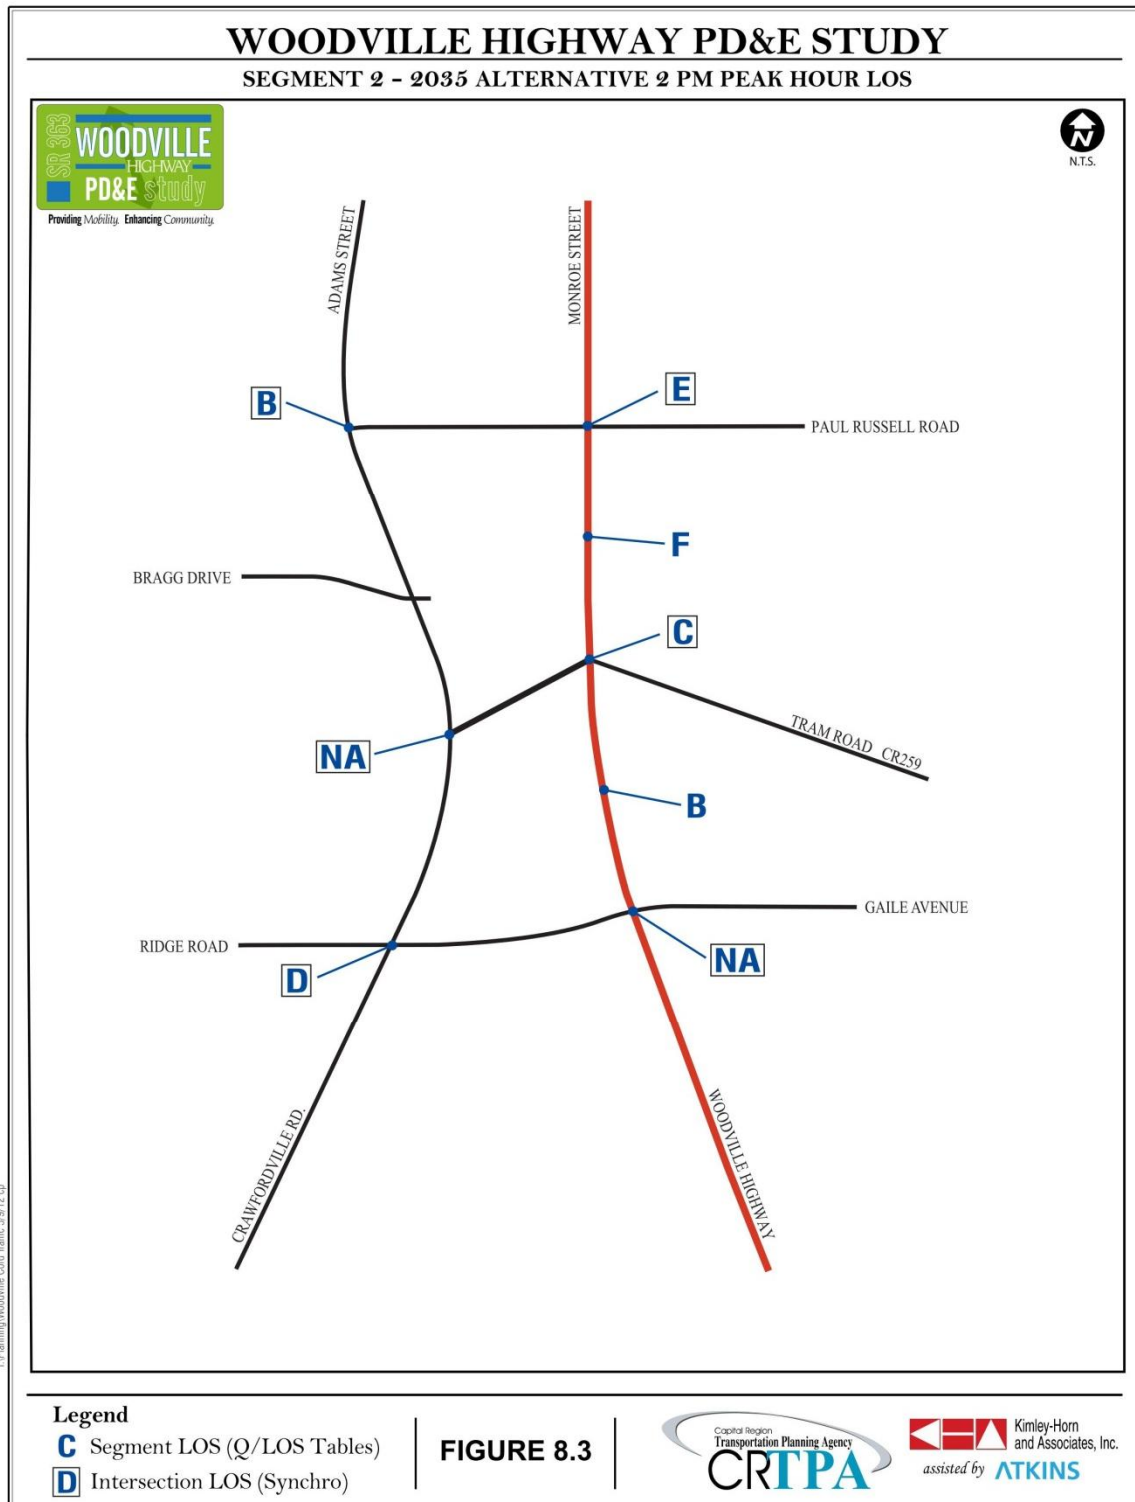 WOODVILLE HIGHWAY PD&E STUDY
SEGMENT 2 - 2035 ALTERNATIVE 2 PM PEAK HOUR LOS
SR 363
WOODVILLE
HIGHWAY
PD&E study
Providing Mobility. Enhancing Community.
N
N.T.S.
ADAMS STREET
MONROE STREET
B
E
PAUL RUSSELL ROAD
F
BRAGG DRIVE
C
TRAM ROAD CR259
NA
B
GAILE AVENUE
RIDGE ROAD
NA
D
CRAWFORDVILLE RD.
WOODVILLE HIGHWAY
Legend
C Segment LOS (Q/LOS Tables)
D Intersection LOS (Synchro)
FIGURE 8.3
Capital Region
Transportation Planning Agency
CRTPA
Kimley-Horn
and Associates, Inc.
assisted by ATKINS